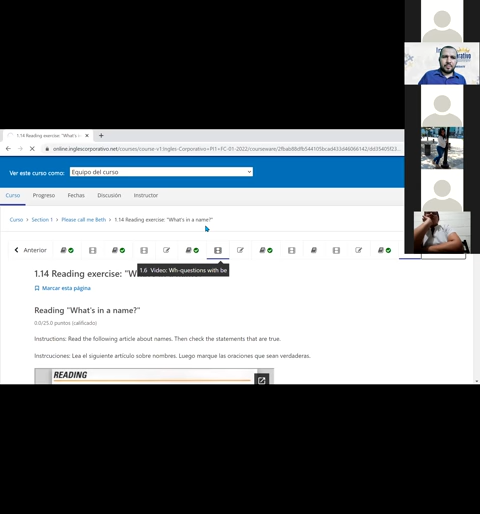 1.14 Reading exercise: "What's i
online.inglescorporativo.net/courses/course-v1:Ingles-Corporativo+PI1+FC-01-2022/courseware/
Ver este curso como:
Equipo del curso
Curso
Progreso
Fechas
Discusión
Instructor
Curso > Section 1 > Please call me Beth > 1.14 Reading exercise: "What's in a name?"
Anterior
1.14 Reading exercise: "W
1.6 Video: Wh-questions with be
Marcar esta página
Reading "What's in a name?"
0.0/25.0 puntos (calificado)
Instructions: Read the following article about names. Then check the statements that are true.
Instrcuciones: Lea el siguiente artículo sobre nombres. Luego marque las oraciones que sean verdaderas.
READING